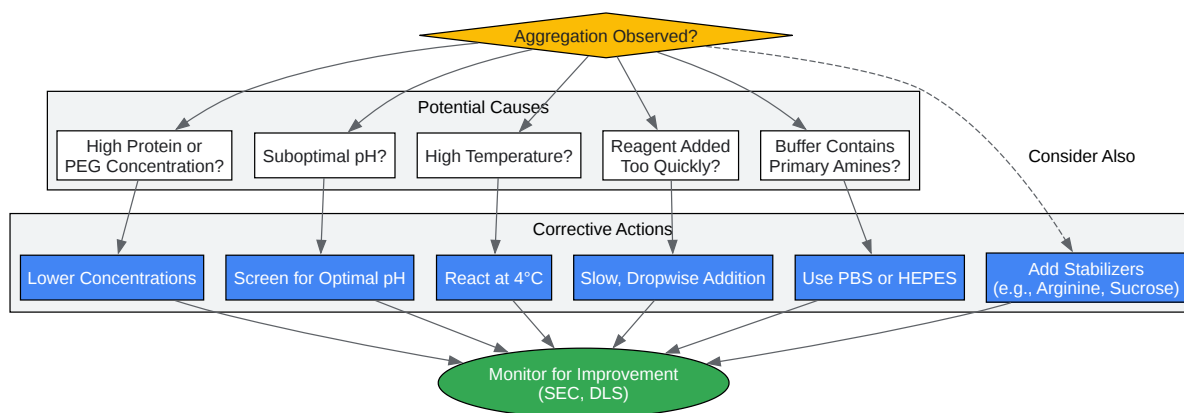 Aggregation Observed?
Potential Causes
High Protein or
PEG Concentration?
Suboptimal pH?
High Temperature?
Reagent Added
Too Quickly?
Buffer Contains
Primary Amines?
Consider Also
Corrective Actions
Lower Concentrations
Screen for Optimal pH
React at 4°C
Slow, Dropwise Addition
Use PBS or HEPES
Add Stabilizers
(e.g., Arginine, Sucrose)
Monitor for Improvement
(SEC, DLS)